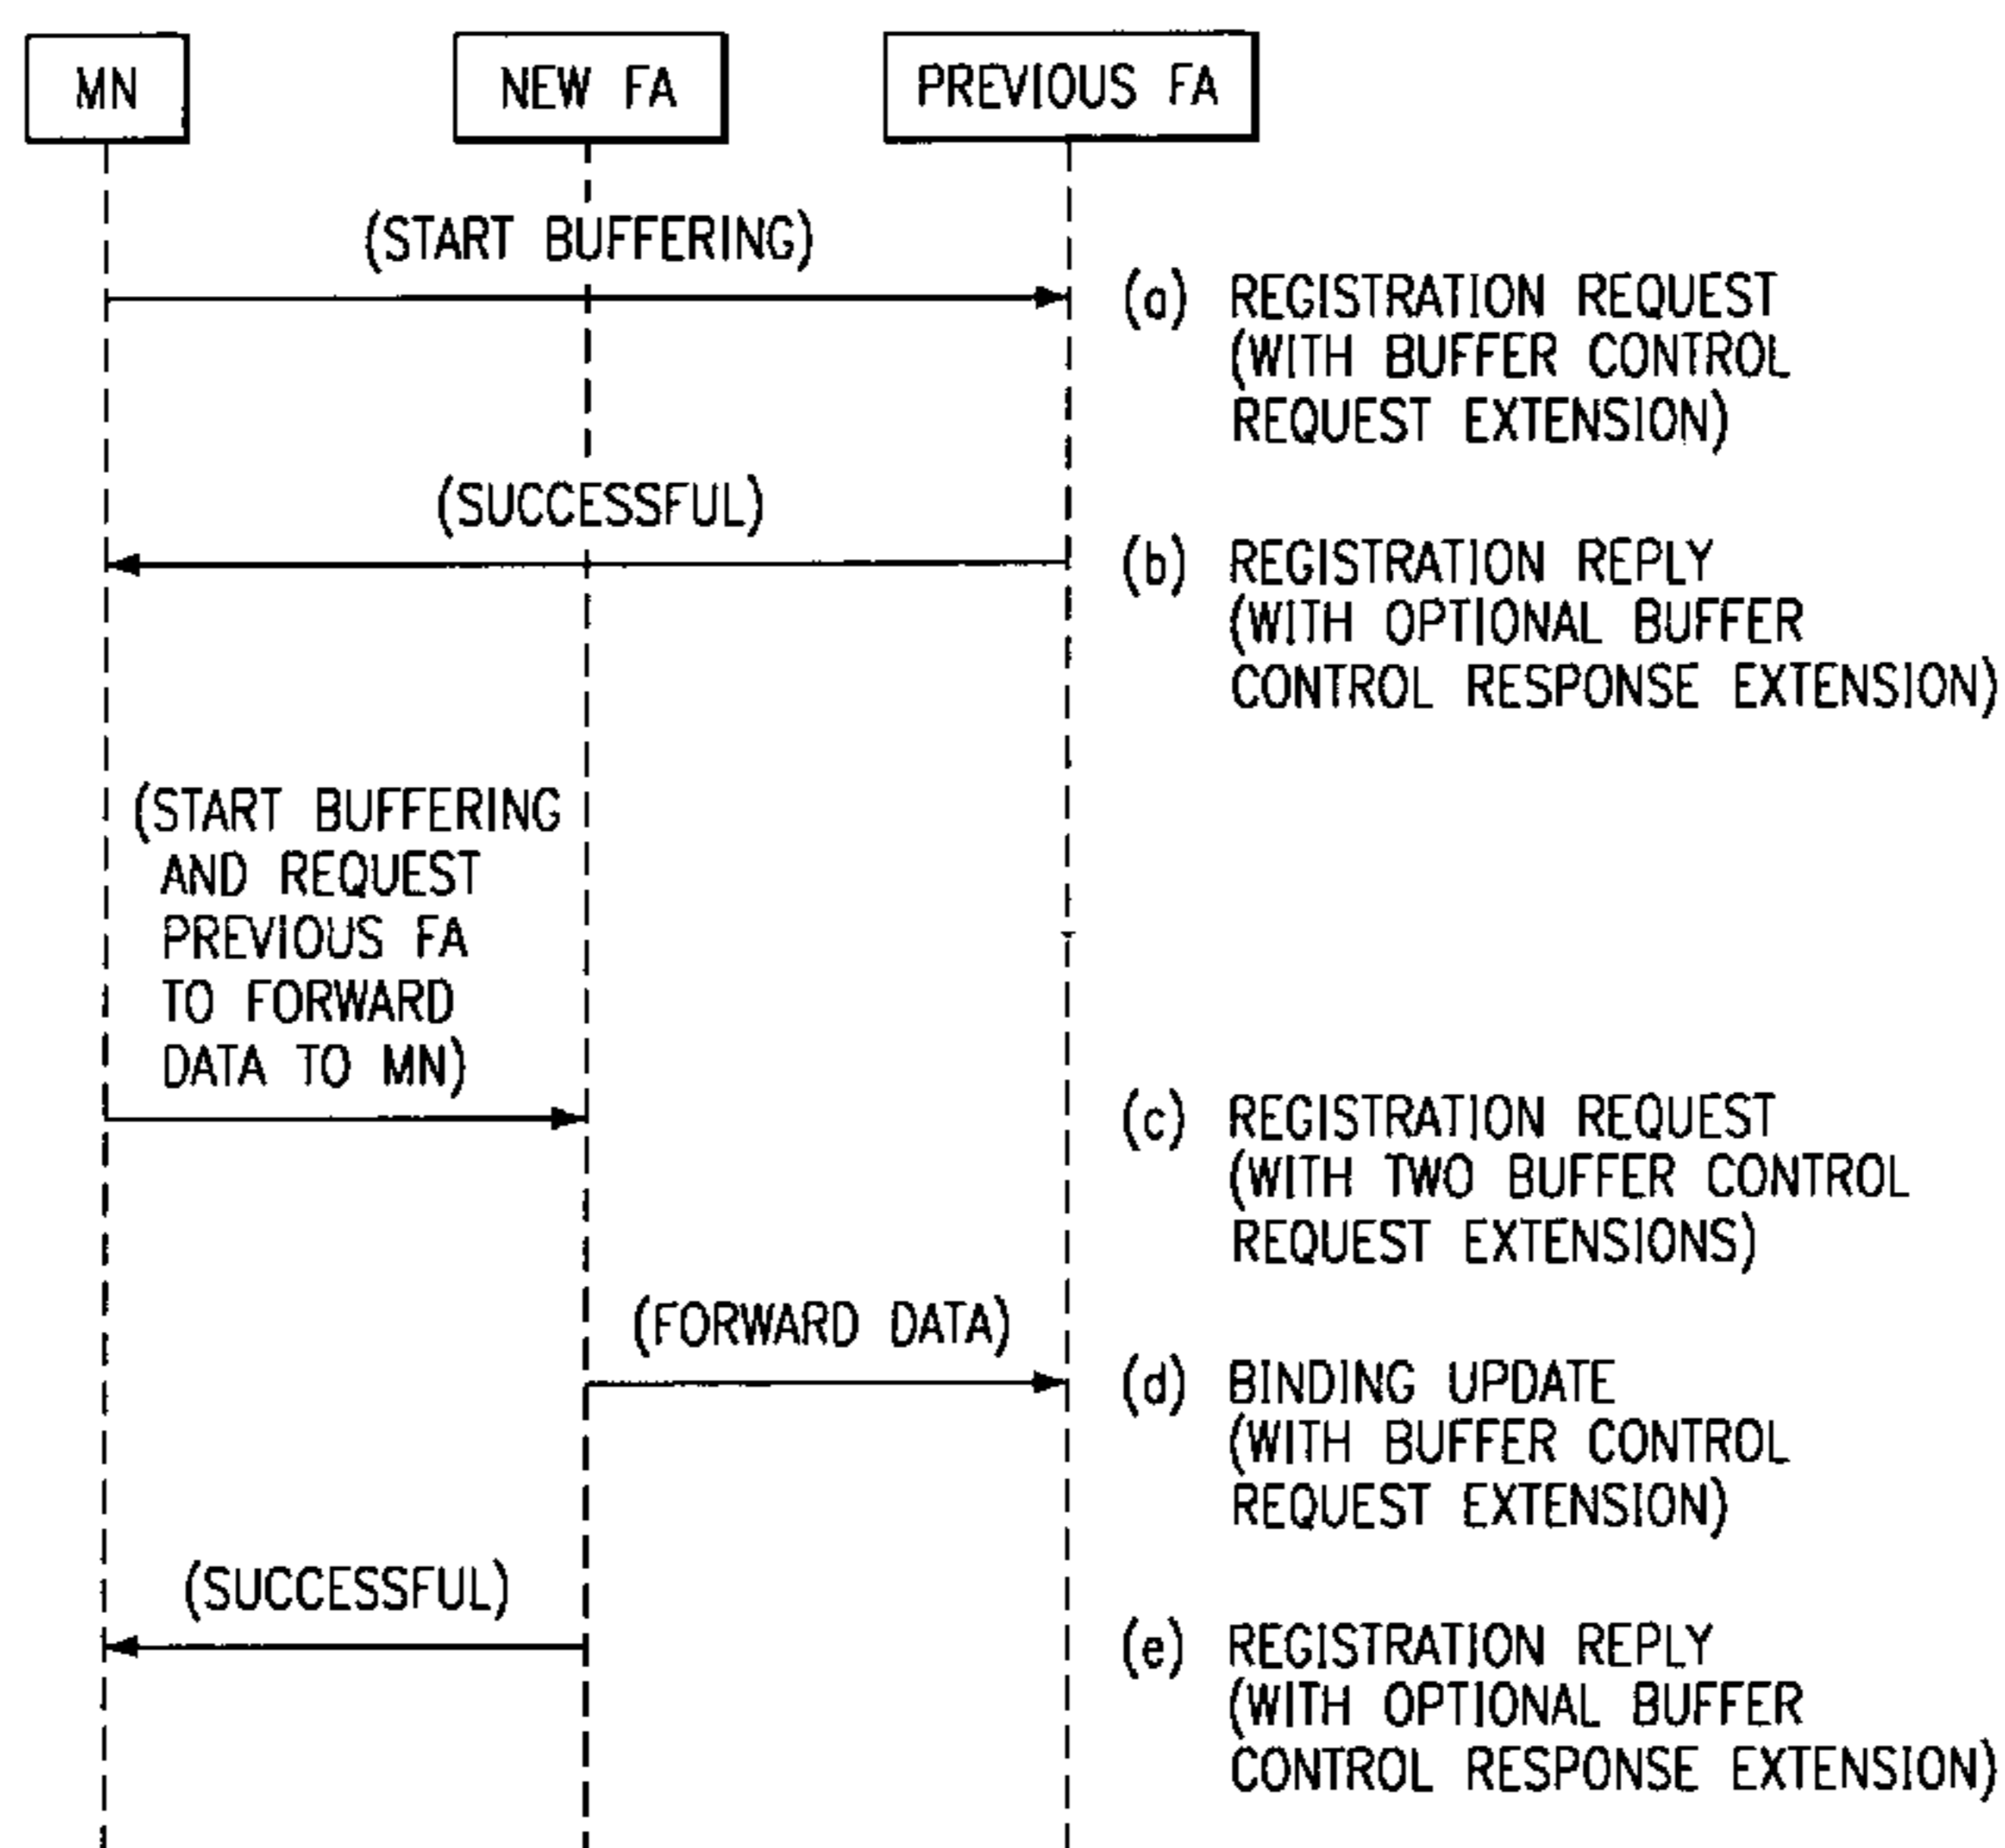 MN
NEW FA
PREVIOUS FA
(START BUFFERING)
(a) REGISTRATION REQUEST
(WITH BUFFER CONTROL
REQUEST EXTENSION)
(SUCCESSFUL)
(b) REGISTRATION REPLY
(WITH OPTIONAL BUFFER
CONTROL RESPONSE EXTENSION)
(START BUFFERING
AND REQUEST
PREVIOUS FA
TO FORWARD
DATA TO MN)
(c) REGISTRATION REQUEST
(WITH TWO BUFFER CONTROL
REQUEST EXTENSIONS)
(FORWARD DATA)
(d) BINDING UPDATE
(WITH BUFFER CONTROL
REQUEST EXTENSION)
(SUCCESSFUL)
(e) REGISTRATION REPLY
(WITH OPTIONAL BUFFER
CONTROL RESPONSE EXTENSION)